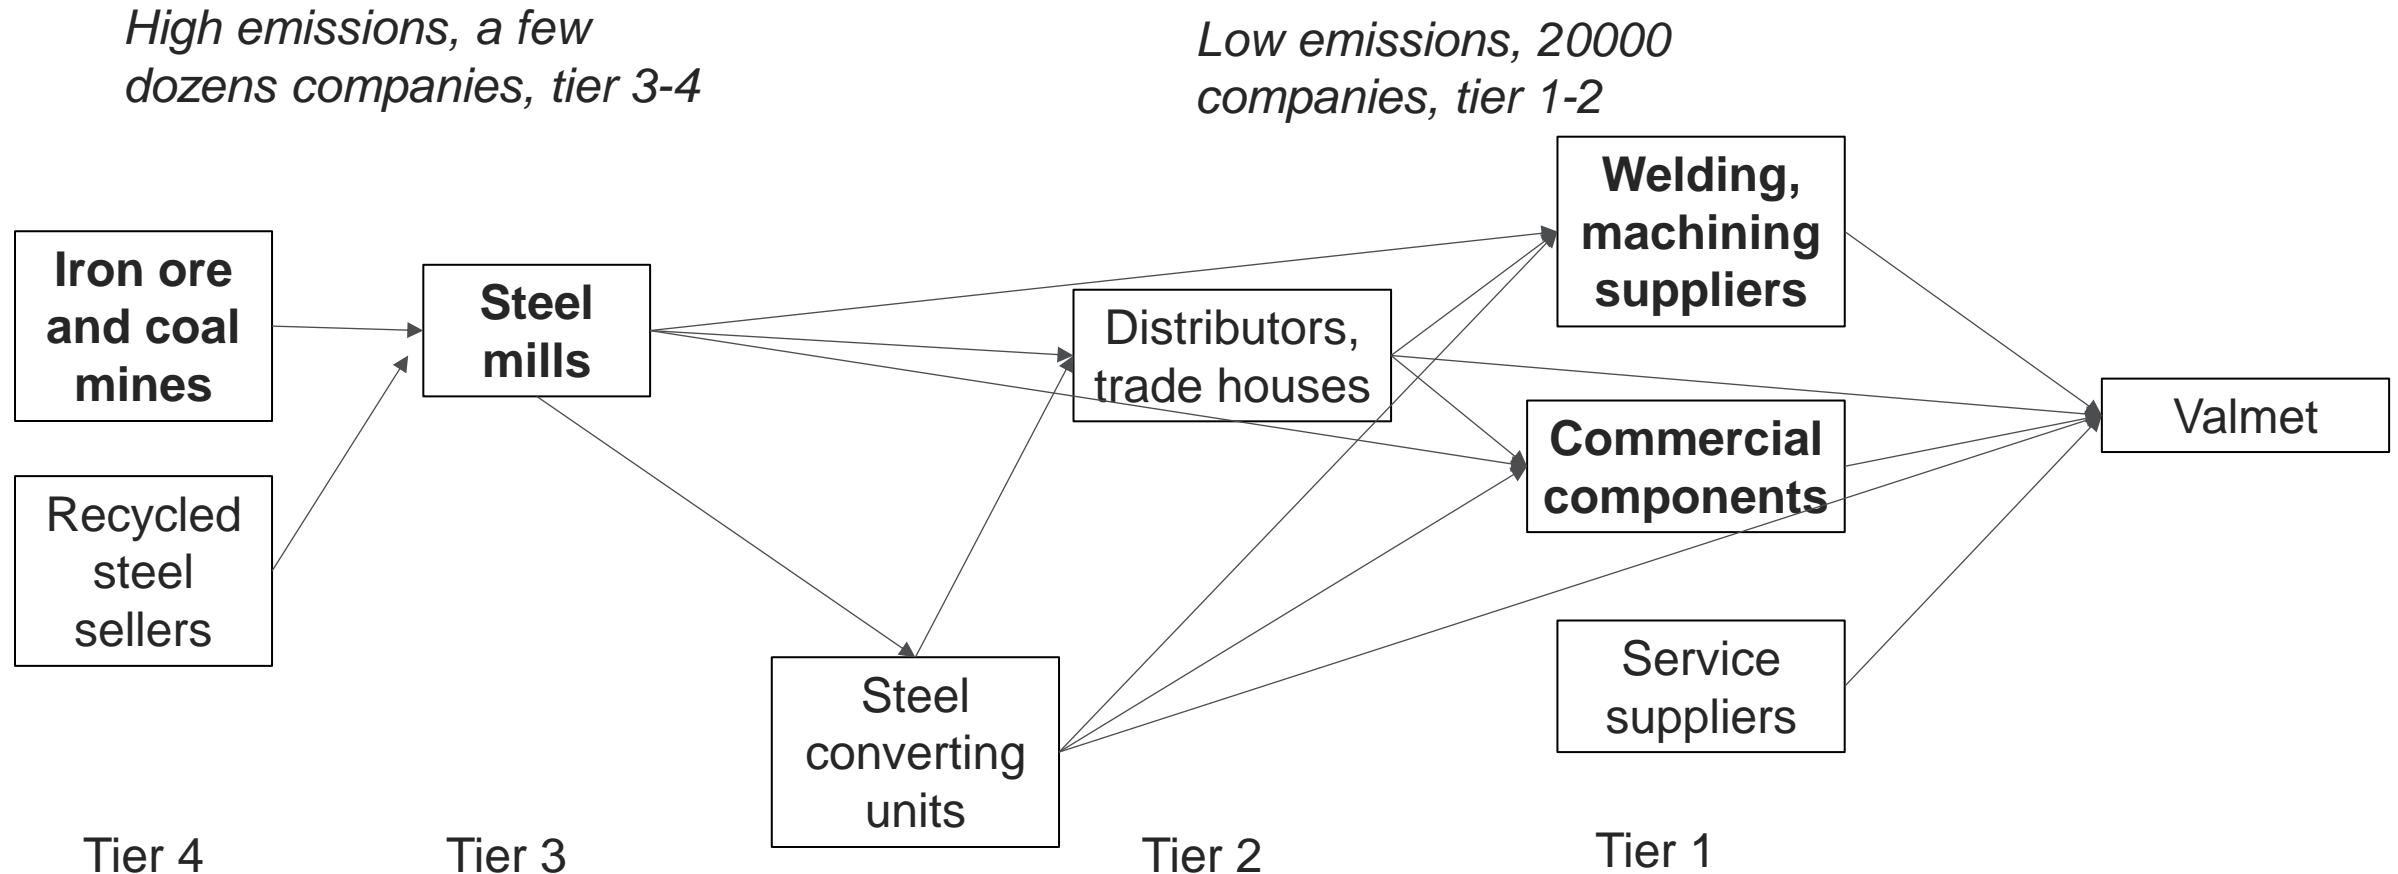 High emissions, a few
dozens companies, tier 3-4
Low emissions, 20000
companies, tier 1-2
Iron ore
and coal
mines
Recycled
steel
sellers
Steel
mills
Steel
converting
units
Distributors,
trade houses
Welding,
machining
suppliers
Commercial
components
Service
suppliers
Valmet
Tier 4
Tier 3
Tier 2
Tier 1